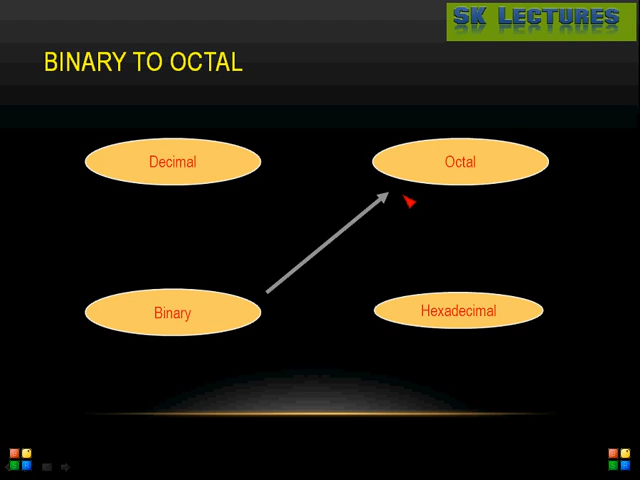 SK LECTURES
BINARY TO OCTAL
Decimal
Octal
Binary
Hexadecimal